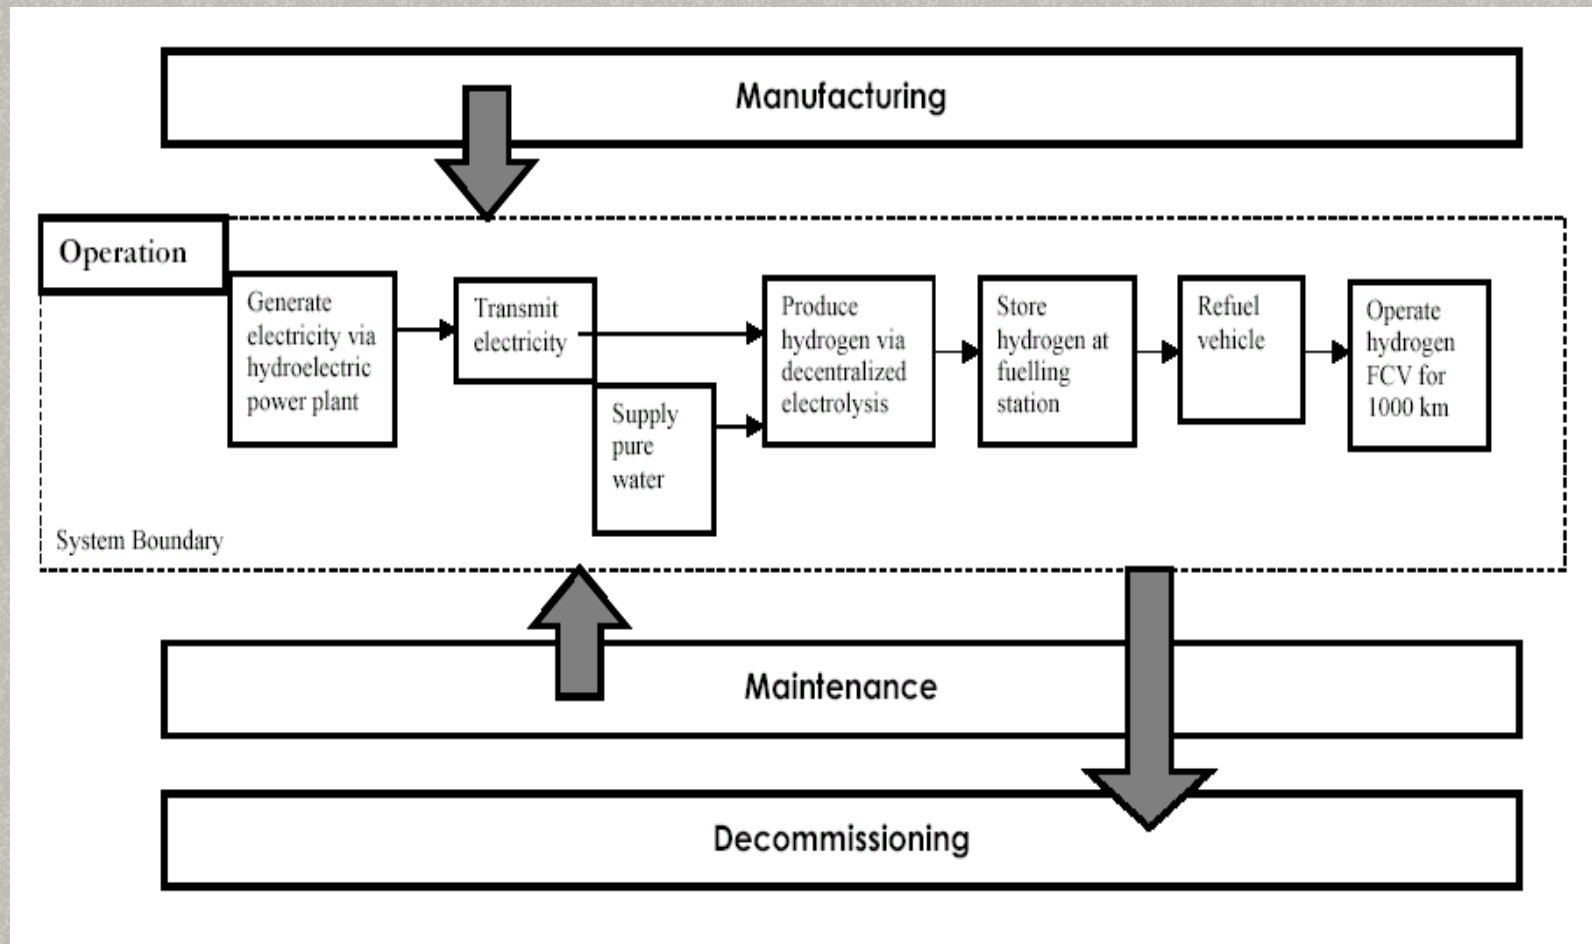 Manufacturing
Operation
Generate
electricity via
hydroelectric
power plant
Transmit
electricity
Supply
pure
water
Produce
hydrogen via
decentralized
electrolysis
Store
hydrogen at
fuelling
station
Refuel
vehicle
Operate
hydrogen
FCV for
1000 km
System Boundary
Maintenance
Decommissioning